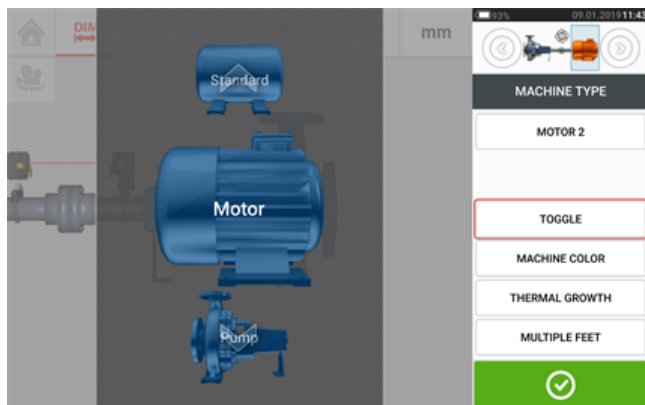 93%
09.01.2019 11:43
DIM
mm
Standard
Motor
Pump
MACHINE TYPE
MOTOR 2
TOGGLE
MACHINE COLOR
THERMAL GROWTH
MULTIPLE FEET